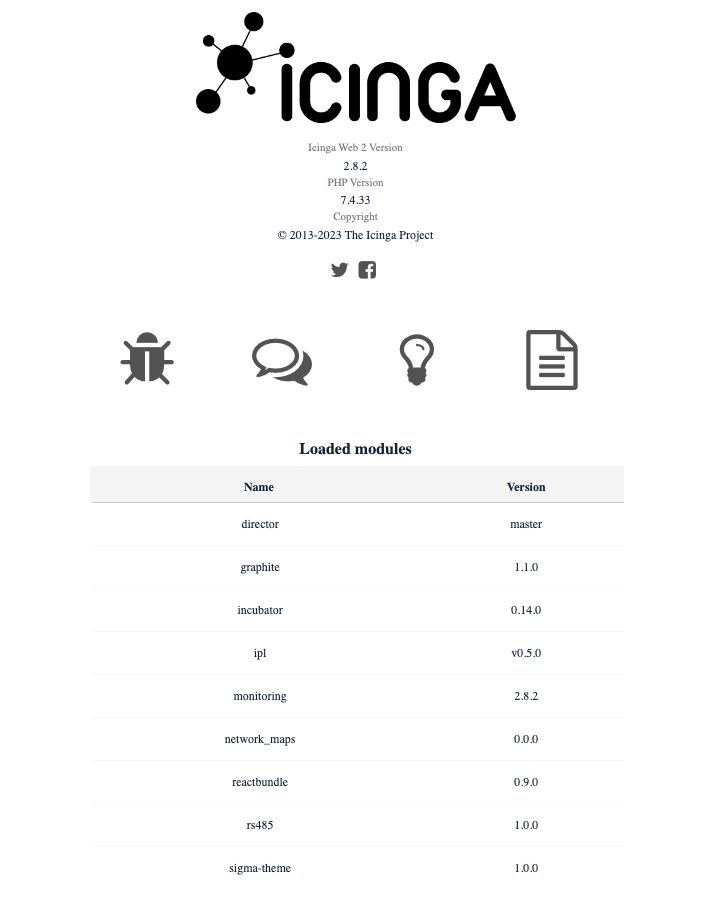 ICINGA
Icinga Web 2 Version
2.8.2
PHP Version
7.4.33
Copyright
© 2013-2023 The Icinga Project
Loaded modules
Name Version
director master
graphite 1.1.0
incubator 0.14.0
ipl v0.5.0
monitoring 2.8.2
network_maps 0.0.0
reactbundle 0.9.0
rs485 1.0.0
sigma-theme 1.0.0